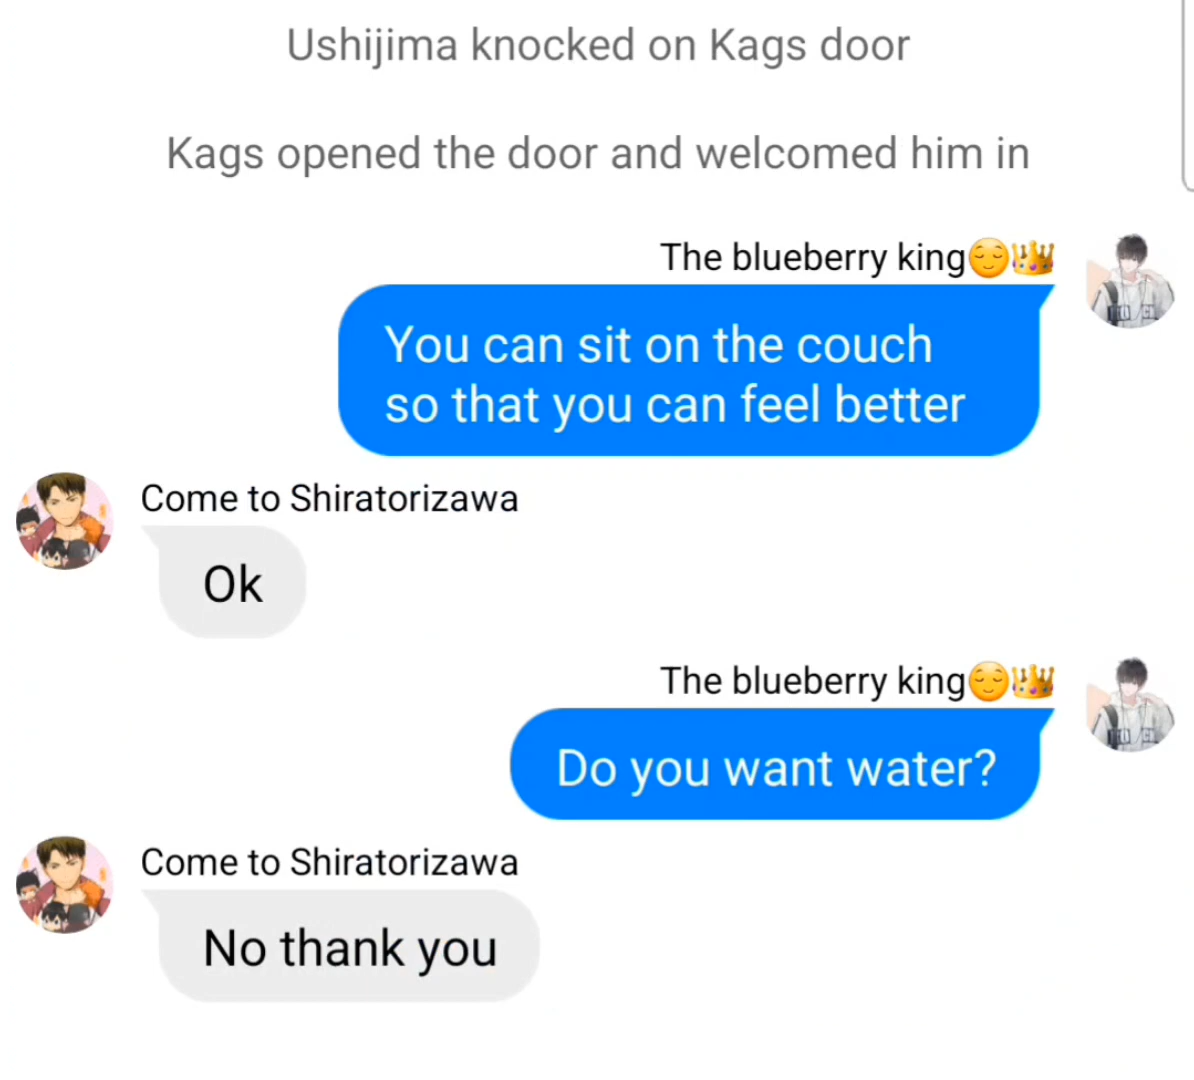 Ushijima knocked on Kags door
Kags opened the door and welcomed him in
The blueberry king😌👑
You can sit on the couch
so that you can feel better
Come to Shiratorizawa
Ok
The blueberry king😌👑
Do you want water?
Come to Shiratorizawa
No thank you